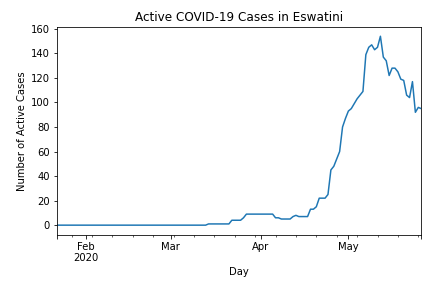 Active COVID-19 Cases in Eswatini
160
140
120
100
80
60
40
20
0
Number of Active Cases
Feb Mar Apr May
2020
Day